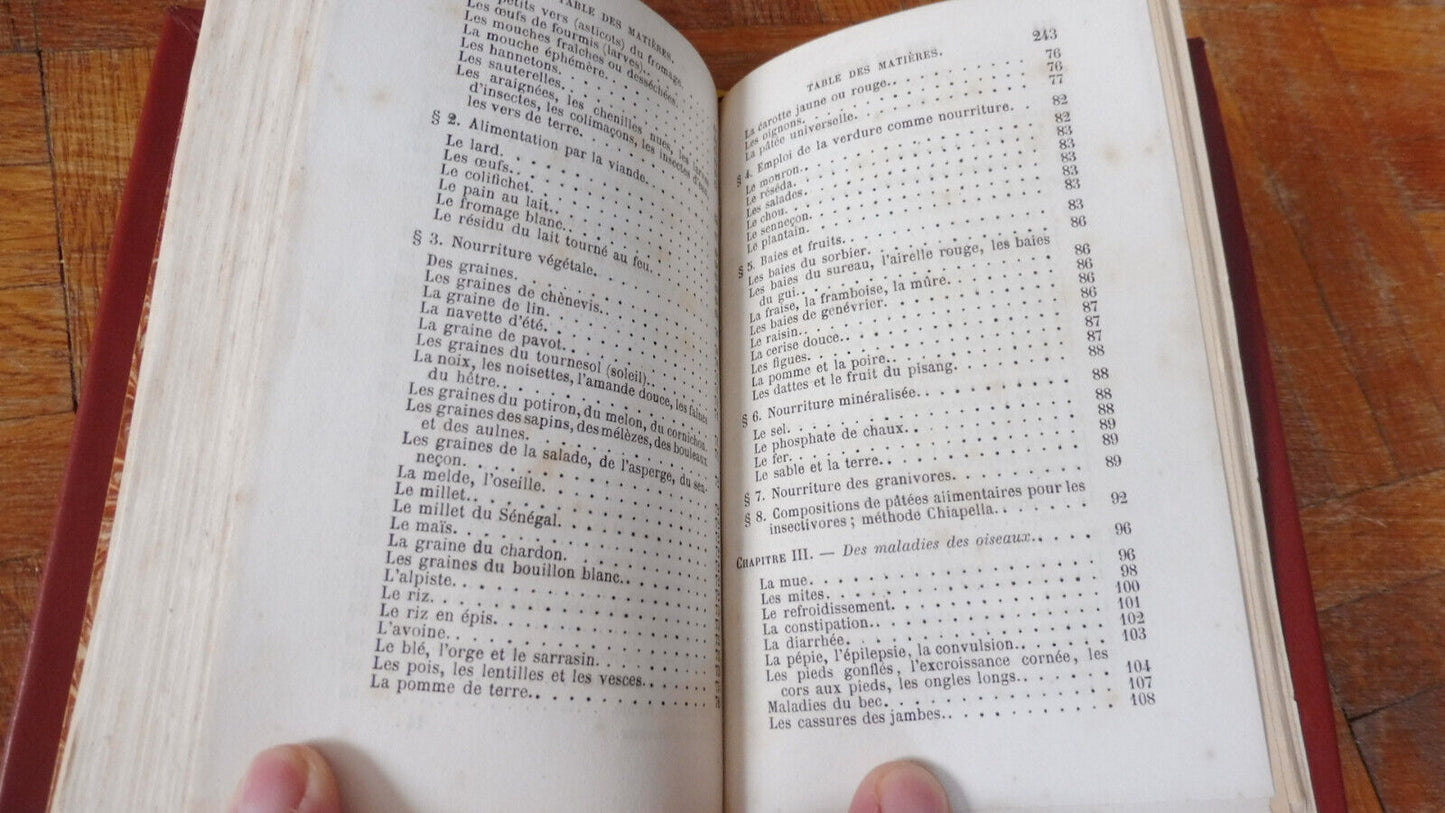 TABLE DES MATIÈRES.
petits vers (asticots) du fromage.
Les œufs de fourmis (larves).
La mouches fraîches ou desséchées.
La mouche éphémère.
Les hannetons.
Les sauterelles.
Les araignées, les chenilles nues, les
d'insectes, les colimaçons, les insectes
les vers de terre.
§ 2. Alimentation par la viande.
Le lard.
Les œufs.
Le colifichet.
Le pain au lait.
Le fromage blanc.
Le résidu du lait tourné au feu.
§ 3. Nourriture végétale.
Des graines.
Les graines de chènevis.
La graine de lin.
La navette d'été.
La graine de pavot.
Les graines du tournesol (soleil).
La noix, les noisettes, l'amande douce, les faînes
du hêtre.
Les graines du potiron, du melon, du cornichon.
Les graines des sapins, des mélèzes, des bouleaux
et des aulnes.
Les graines de la salade, de l'asperge, du sen-
neçon.
La melde, l'oseille.
Le millet.
Le millet du Sénégal.
Le maïs.
La graine du chardon.
Les graines du bouillon blanc.
L'alpiste.
Le riz.
Le riz en épis.
L'avoine.
Le blé, l'orge et le sarrasin.
Les pois, les lentilles et les vesces.
La pomme de terre.
TABLE DES MATIÈRES. 243
La carotte jaune ou rouge. 76
Les oignons. 76
La pâtée universelle. 77
§ 4. Emploi de la verdure comme nourriture. 82
Le mouron. 82
Le réséda. 83
Les salades 83
Le chou. 83
Le senneçon. 83
Le plantain. 83
§ 5. Baies et fruits. 86
Les baies du sorbier.
Les baies du sureau, l'airelle rouge, les baies
du gui. 86
La fraise, la framboise, la mûre. 86
Les baies de genévrier. 86
Le raisin. 86
La cerise douce. 87
Les figues. 87
La pomme et la poire. 87
Les dattes et le fruit du pisang. 88
§ 6. Nourriture minéralisée. 88
Le sel. 88
Le phosphate de chaux. 88
Le fer. 89
Le sable et la terre. 89
§ 7. Nourriture des granivores. 89
§ 8. Compositions de pâtées alimentaires pour les
insectivores ; méthode Chiapella. 92
CHAPITRE III. — Des maladies des oiseaux. 96
La mue. 96
Les mites. 98
Le refroidissement. 100
La constipation. 101
La diarrhée. 102
La pépie, l'épilepsie, la convulsion. 103
Les pieds gonflés, l'excroissance cornée, les
cors aux pieds, les ongles longs. 104
Maladies du bec. 107
Les cassures des jambes. 108